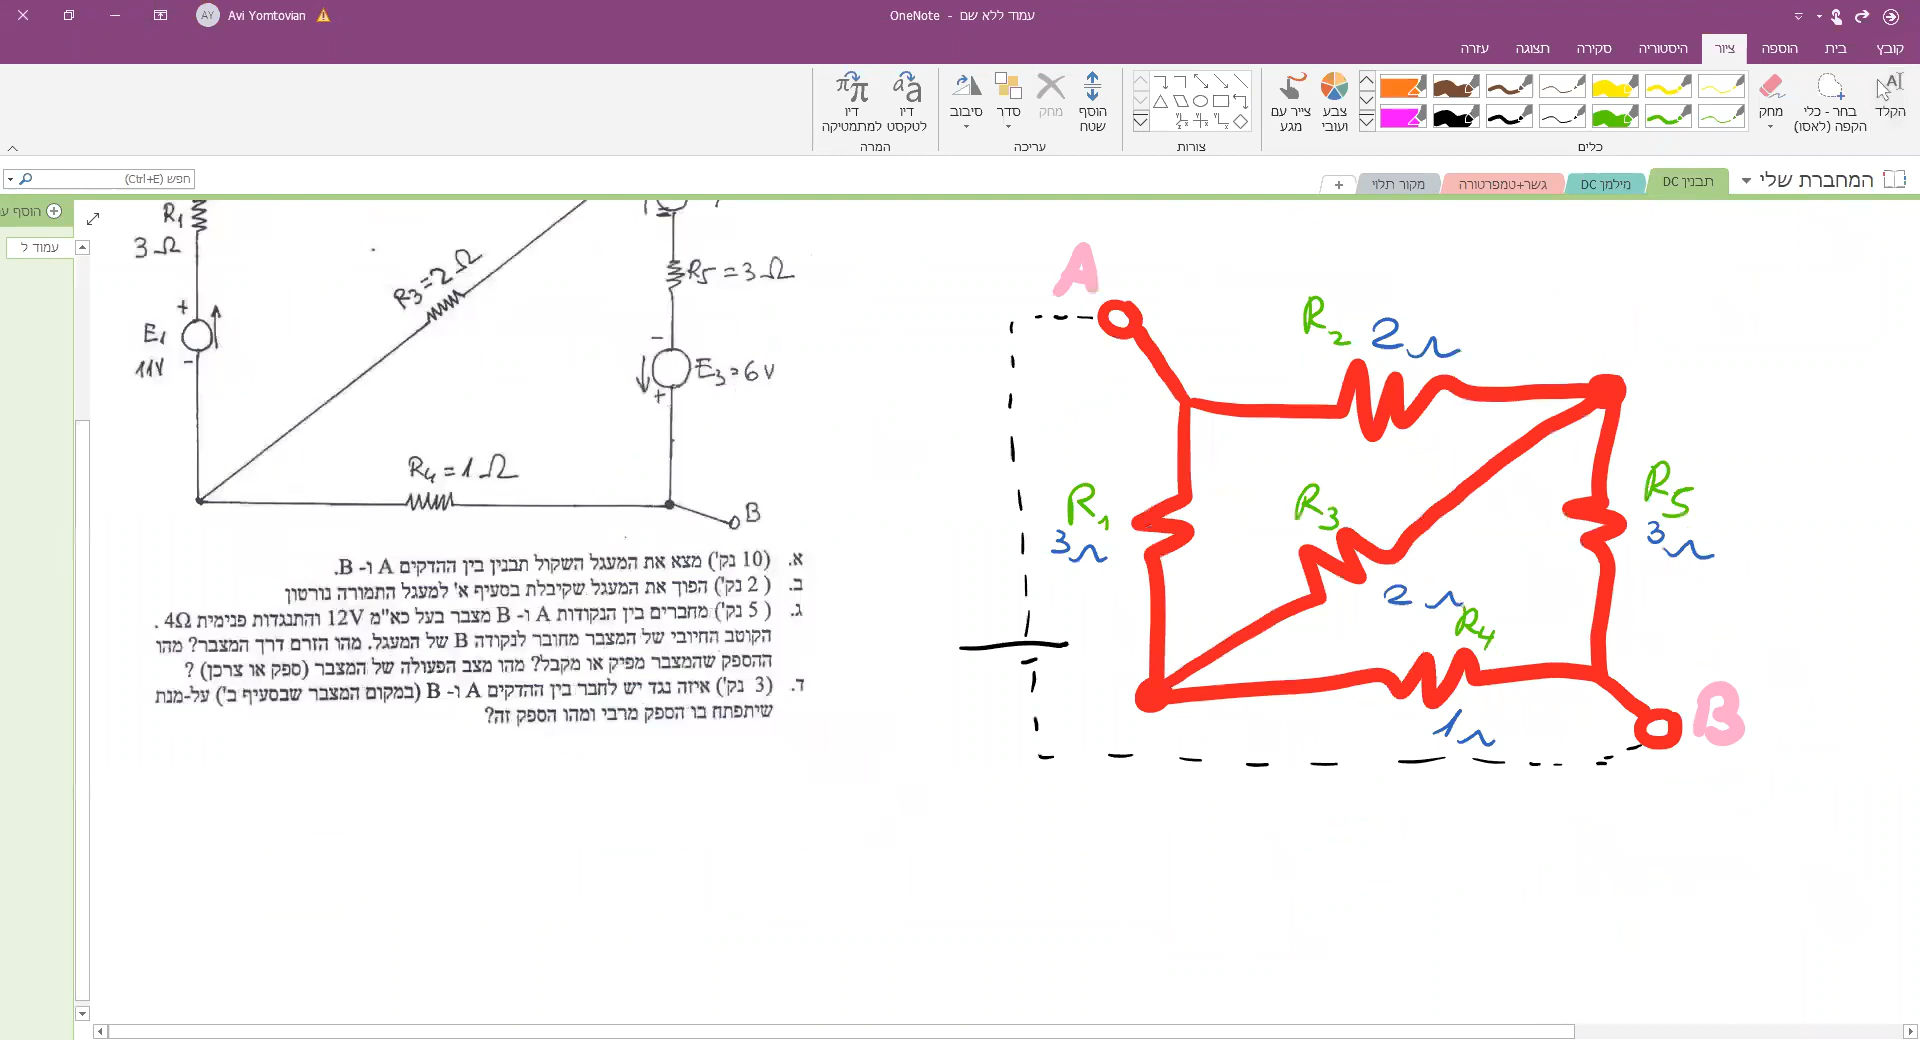 Avi Yomtovian
עמוד ללא שם - OneNote
קובץ
בית
הוספה
ציור
היסטוריה
סקירה
תצוגה
עזרה
הקלד
בחר - כלי הקפה (לאסו)
מחק
צבע ועובי
צייר עם מגע
הוסף שטח
מחק
סדר
סיבוב
דיו לטקסט
דיו למתמטיקה
כלים
צורות
עריכה
המרה
המחברת שלי
תבנין DC
מילמן DC
גשר+טמפרטורה
מקור תלוי
חפש (Ctrl+E)
הוסף
עמוד ל
R1
3Ω
E1
11V
+
-
R3=2Ω
R5=3Ω
-
E3=6V
+
R4=1Ω
B
א. (10 נק') מצא את המעגל השקול תבנין בין ההדקים A ו- B.
ב. (2 נק') הפוך את המעגל שקיבלת בסעיף א' למעגל התמורה נורטון
ג. (5 נק') מחברים בין הנקודות A ו- B מצבר בעל כא"מ 12V והתנגדות פנימית 4Ω.
הקוטב החיובי של המצבר מחובר לנקודה B של המעגל. מהו הזרם דרך המצבר? מהו
ההספק שהמצבר מפיק או מקבל? מהו מצב הפעולה של המצבר (ספק או צרכן) ?
ד. (3 נק') איזה נגד יש לחבר בין ההדקים A ו- B (במקום המצבר שבסעיף ב') על-מנת
שיתפתח בו הספק מרבי ומהו הספק זה?
A
R2 2Ω
R1
3Ω
R3
2Ω
R5
3Ω
R4
1Ω
B